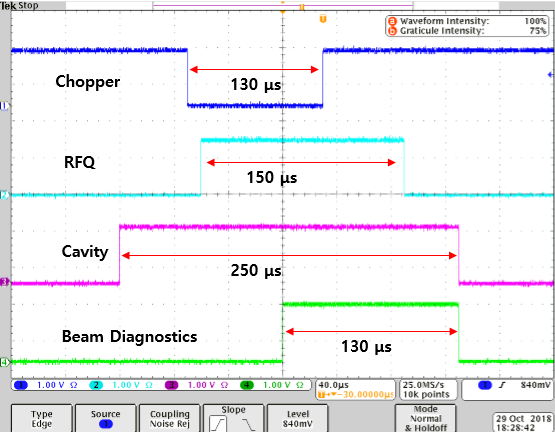 Tek Stop
a Waveform Intensity: 100%
b Graticule Intensity: 75%
Chopper
130 µs
RFQ
150 µs
Cavity
250 µs
Beam Diagnostics
130 µs
1 1.00 V Ω 2 1.00 V Ω 3 1.00 V Ω 4 1.00 V Ω
40.0µs
T→▼−30.00000µs
25.0MS/s
10k points
1 840mV
Type
Edge
Source
1
Coupling
Noise Rej
Slope
Level
840mV
Mode
Normal
& Holdoff
29 Oct 2018
18:28:42